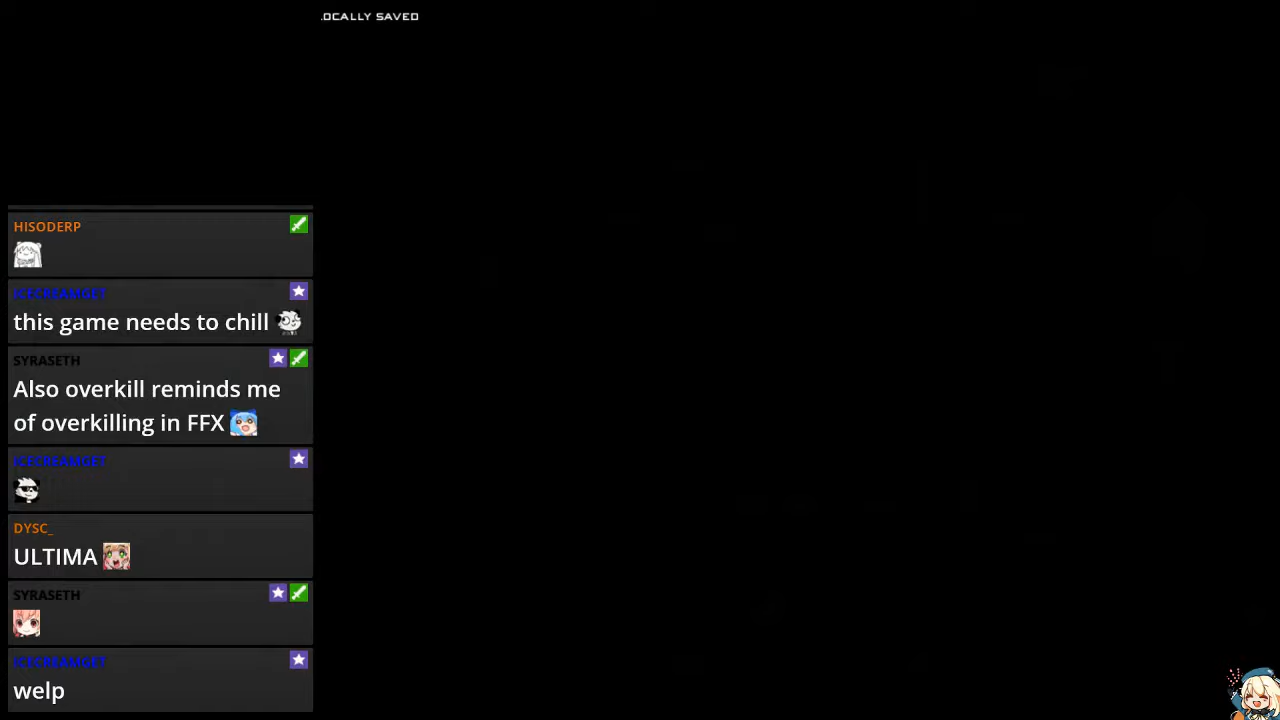 LOCALLY SAVED
HISODERP
ICECREAMGET
this game needs to chill
SYRASETH
Also overkill reminds me
of overkilling in FFX
ICECREAMGET
DYSC_
ULTIMA
SYRASETH
ICECREAMGET
welp